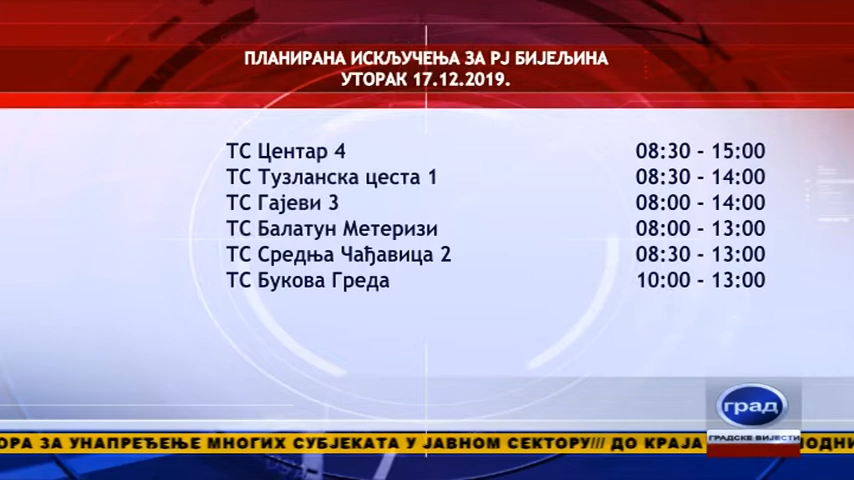 ПЛАНИРАНА ИСКЉУЧЕЊА ЗА РЈ БИЈЕЉИНА
УТОРАК 17.12.2019.
ТС Центар 4 08:30 - 15:00
ТС Тузланска цеста 1 08:30 - 14:00
ТС Гајеви 3 08:00 - 14:00
ТС Балатун Метеризи 08:00 - 13:00
ТС Средња Чађавица 2 08:30 - 13:00
ТС Букова Греда 10:00 - 13:00
град
ГРАДСКЕ ВИЈЕСТИ
ОРА ЗА УНАПРЕЂЕЊЕ МНОГИХ СУБЈЕКАТА У ЈАВНОМ СЕКТОРУ/// ДО КРАЈА ОДНИ